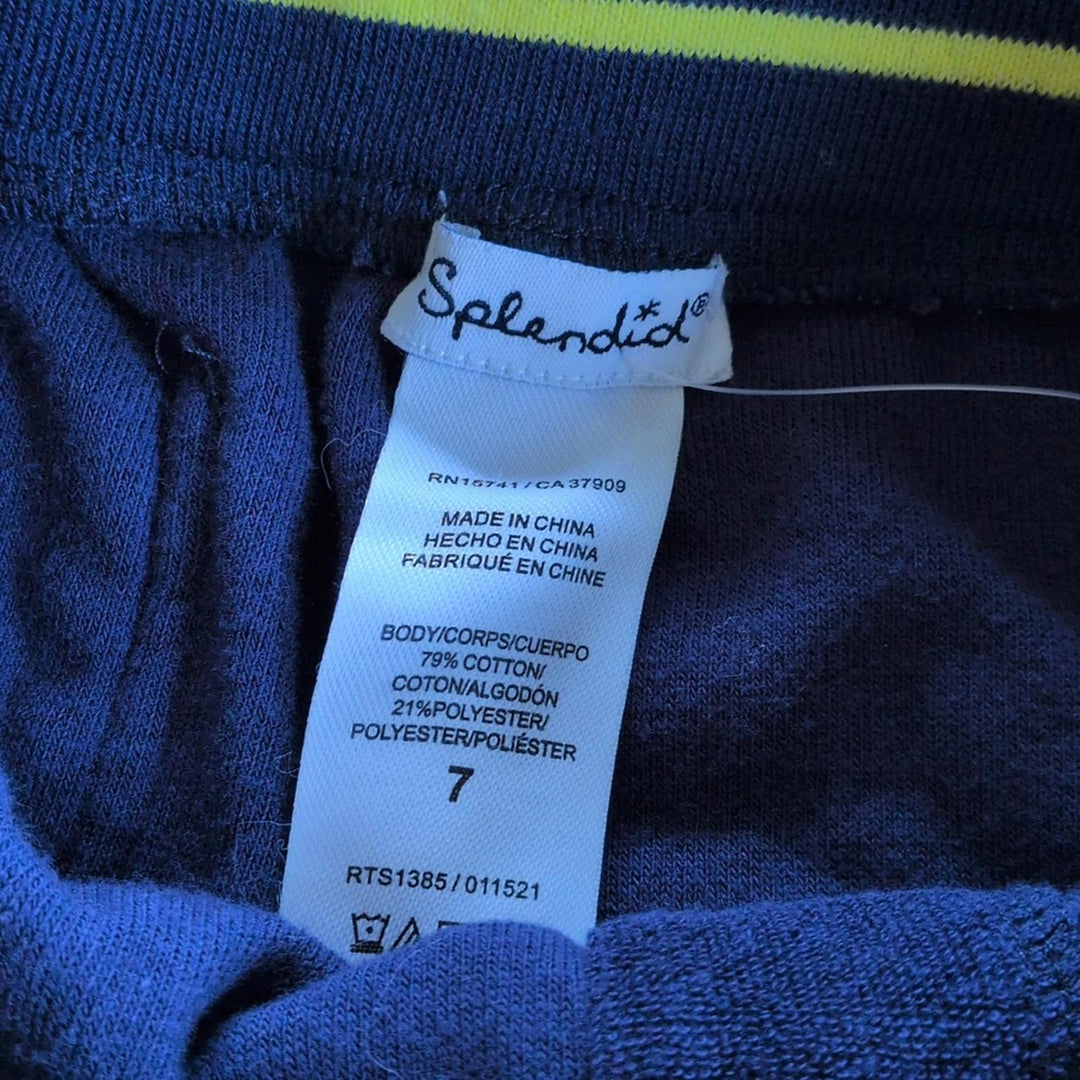 Splendid®
RN15741 / CA 37909
MADE IN CHINA
HECHO EN CHINA
FABRIQUÉ EN CHINE
BODY/CORPS/CUERPO
79% COTTON/
COTON/ALGODÓN
21%POLYESTER/
POLYESTER/POLIÉSTER
7
RTS1385 / 011521